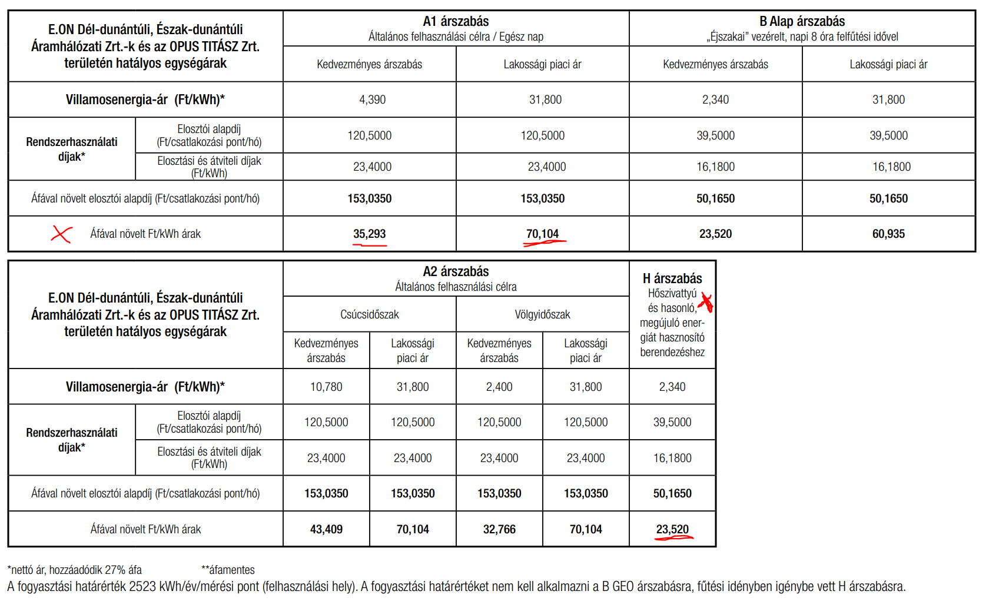 E.ON Dél-dunántúli, Észak-dunántúli
Áramhálózati Zrt.-k és az OPUS TITÁSZ Zrt.
területén hatályos egységárak
A1 árszabás
Általános felhasználási célra / Egész nap
B Alap árszabás
„Éjszakai” vezérelt, napi 8 óra felfűtési idővel
Kedvezményes árszabás
Lakossági piaci ár
Kedvezményes árszabás
Lakossági piaci ár
Villamosenergia-ár (Ft/kWh)*
4,390
31,800
2,340
31,800
Rendszerhasználati
díjak*
Elosztói alapdíj
(Ft/csatlakozási pont/hó)
120,5000
120,5000
39,5000
39,5000
Elosztási és átviteli díjak
(Ft/kWh)
23,4000
23,4000
16,1800
16,1800
Áfával növelt elosztói alapdíj (Ft/csatlakozási pont/hó)
153,0350
153,0350
50,1650
50,1650
Áfával növelt Ft/kWh árak
35,293
70,104
23,520
60,935
E.ON Dél-dunántúli, Észak-dunántúli
Áramhálózati Zrt.-k és az OPUS TITÁSZ Zrt.
területén hatályos egységárak
A2 árszabás
Általános felhasználási célra
H árszabás
Hőszivattyú
és hasonló,
megújuló ener-
giát hasznosító
berendezéshez
Csúcsidőszak
Völgyidőszak
Kedvezményes
árszabás
Lakossági
piaci ár
Kedvezményes
árszabás
Lakossági
piaci ár
Villamosenergia-ár (Ft/kWh)*
10,780
31,800
2,400
31,800
2,340
Rendszerhasználati
díjak*
Elosztói alapdíj
(Ft/csatlakozási pont/hó)
120,5000
120,5000
120,5000
120,5000
39,5000
Elosztási és átviteli díjak
(Ft/kWh)
23,4000
23,4000
23,4000
23,4000
16,1800
Áfával növelt elosztói alapdíj (Ft/csatlakozási pont/hó)
153,0350
153,0350
153,0350
153,0350
50,1650
Áfával növelt Ft/kWh árak
43,409
70,104
32,766
70,104
23,520
*nettó ár, hozzáadódik 27% áfa
**áfamentes
A fogyasztási határérték 2523 kWh/év/mérési pont (felhasználási hely). A fogyasztási határértéket nem kell alkalmazni a B GEO árszabásra, fűtési idényben igénybe vett H árszabásra.